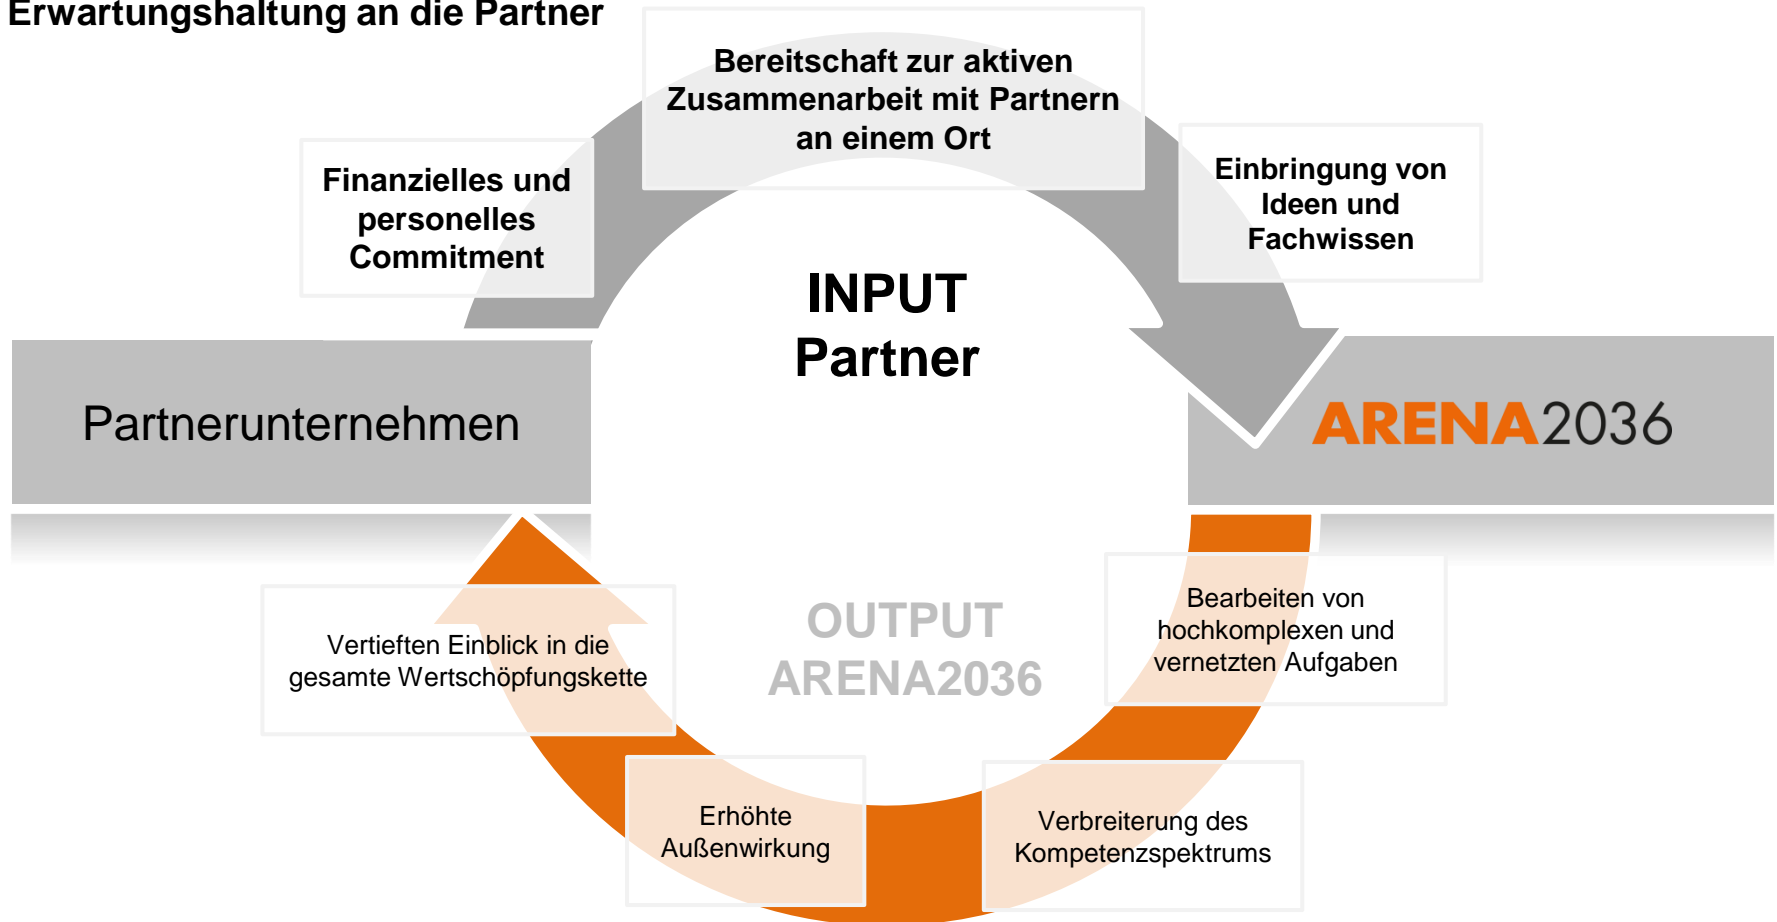 Erwartungshaltung an die Partner
Bereitschaft zur aktiven
Zusammenarbeit mit Partnern
an einem Ort
Finanzielles und
personelles
Commitment
Einbringung von
Ideen und
Fachwissen
INPUT
Partner
Partnerunternehmen
ARENA2036
OUTPUT
ARENA2036
Bearbeiten von
hochkomplexen und
vernetzten Aufgaben
Vertieften Einblick in die
gesamte Wertschöpfungskette
Erhöhte
Außenwirkung
Verbreiterung des
Kompetenzspektrums